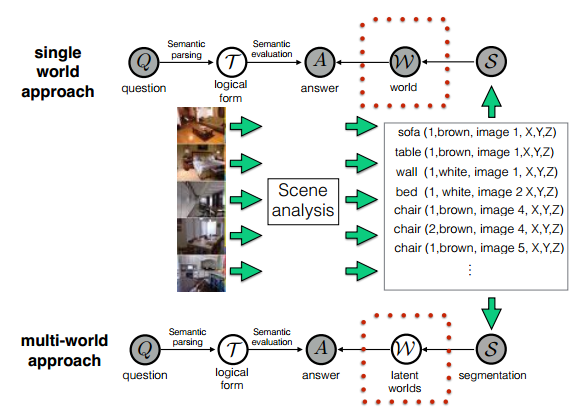 single
world
approach
Semantic
parsing
Semantic
evaluation
Q
T
A
W
S
question
logical
form
answer
world
Scene
analysis
sofa (1,brown, image 1, X,Y,Z)
table (1,brown, image 1,X,Y,Z)
wall (1,white, image 1, X,Y,Z)
bed (1, white, image 2 X,Y,Z)
chair (1,brown, image 4, X,Y,Z)
chair (2,brown, image 4, X,Y,Z)
chair (1,brown, image 5, X,Y,Z)
⋮
multi-world
approach
Semantic
parsing
Semantic
evaluation
Q
T
A
W
S
question
logical
form
answer
latent
worlds
segmentation